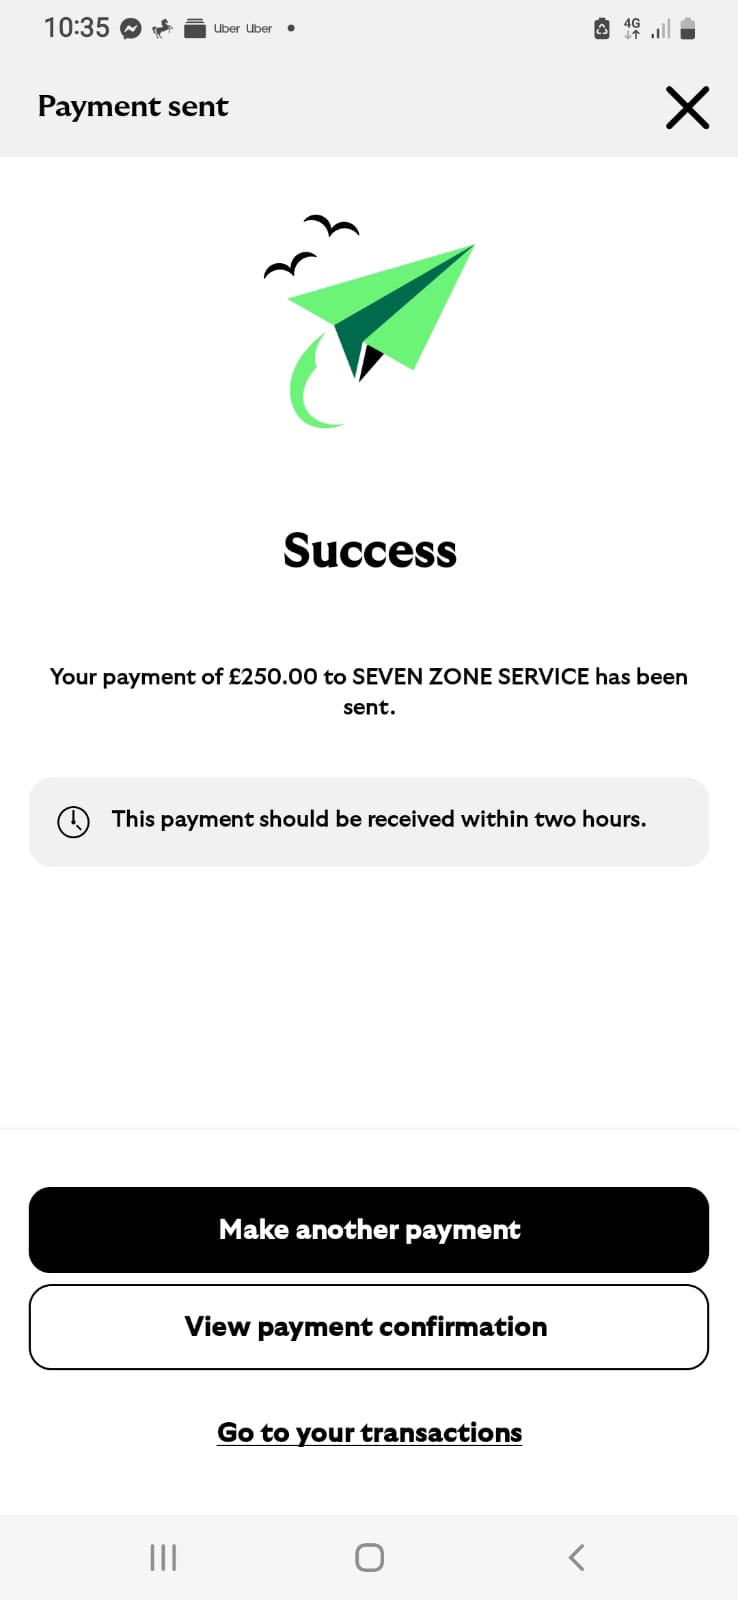 10:35 Uber Uber 4G
Payment sent
Success
Your payment of £250.00 to SEVEN ZONE SERVICE has been
sent.
This payment should be received within two hours.
Make another payment
View payment confirmation
Go to your transactions